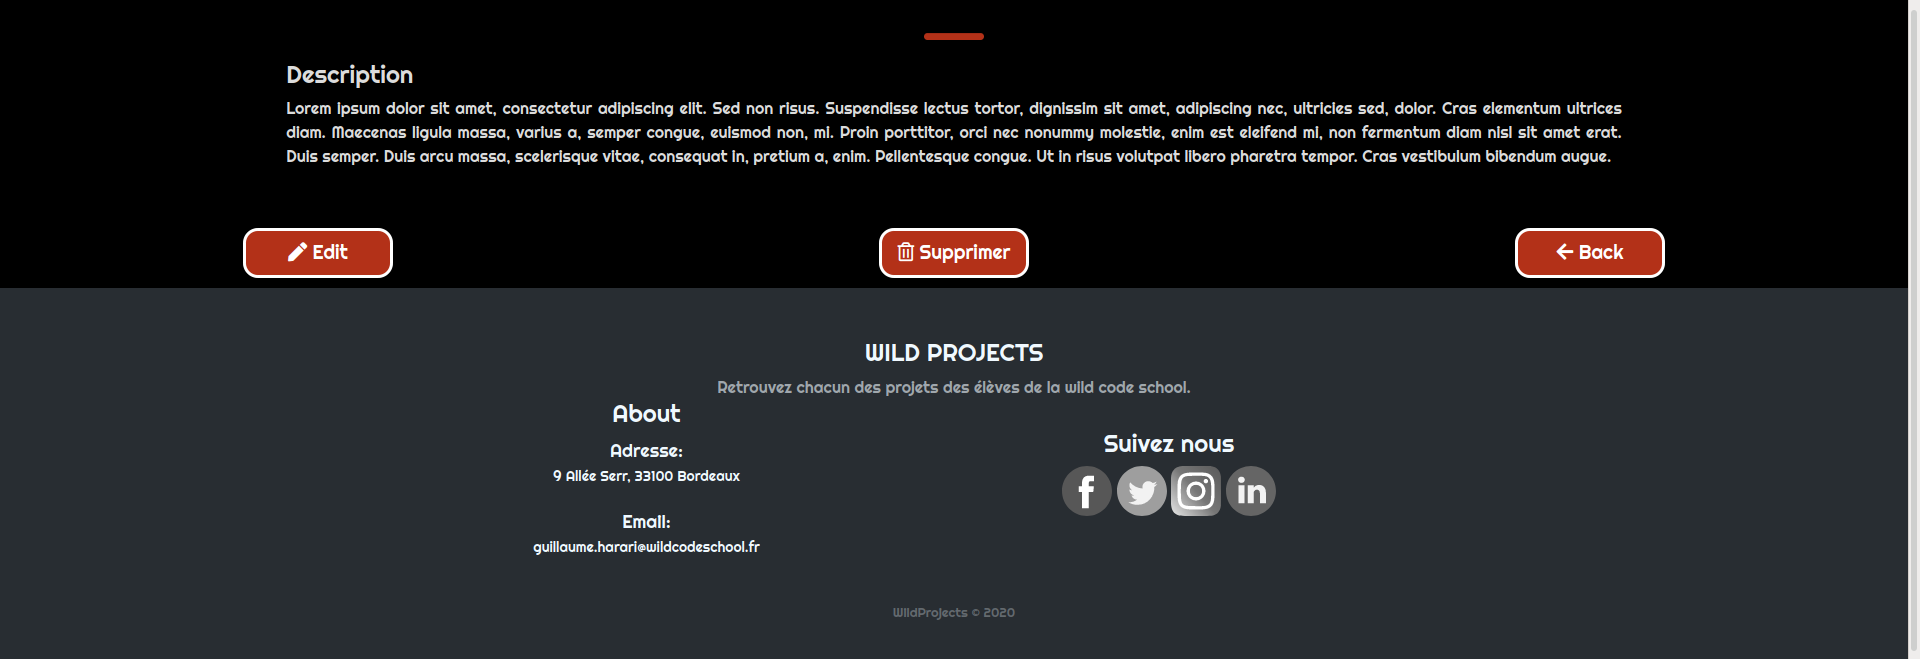 Description
Lorem ipsum dolor sit amet, consectetur adipiscing elit. Sed non risus. Suspendisse lectus tortor, dignissim sit amet, adipiscing nec, ultricies sed, dolor. Cras elementum ultrices
diam. Maecenas ligula massa, varius a, semper congue, euismod non, mi. Proin porttitor, orci nec nonummy molestie, enim est eleifend mi, non fermentum diam nisl sit amet erat.
Duis semper. Duis arcu massa, scelerisque vitae, consequat in, pretium a, enim. Pellentesque congue. Ut in risus volutpat libero pharetra tempor. Cras vestibulum bibendum augue.
Edit
Supprimer
Back
WILD PROJECTS
Retrouvez chacun des projets des élèves de la wild code school.
About
Adresse:
9 Allée Serr, 33100 Bordeaux
Email:
guillaume.harari@wildcodeschool.fr
Suivez nous
WildProjects © 2020